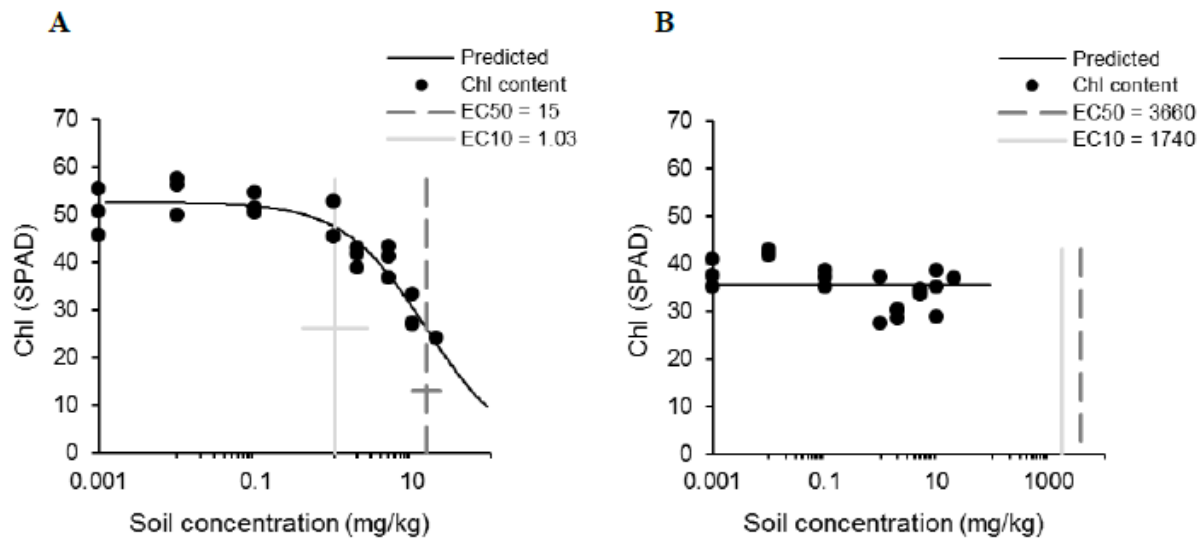 A
Predicted
Chl content
EC50 = 15
EC10 = 1.03
70
60
50
40
30
20
10
0
Chl (SPAD)
0.001
0.1
10
Soil concentration (mg/kg)
B
Predicted
Chl content
EC50 = 3660
EC10 = 1740
70
60
50
40
30
20
10
0
Chl (SPAD)
0.001
0.1
10
1000
Soil concentration (mg/kg)